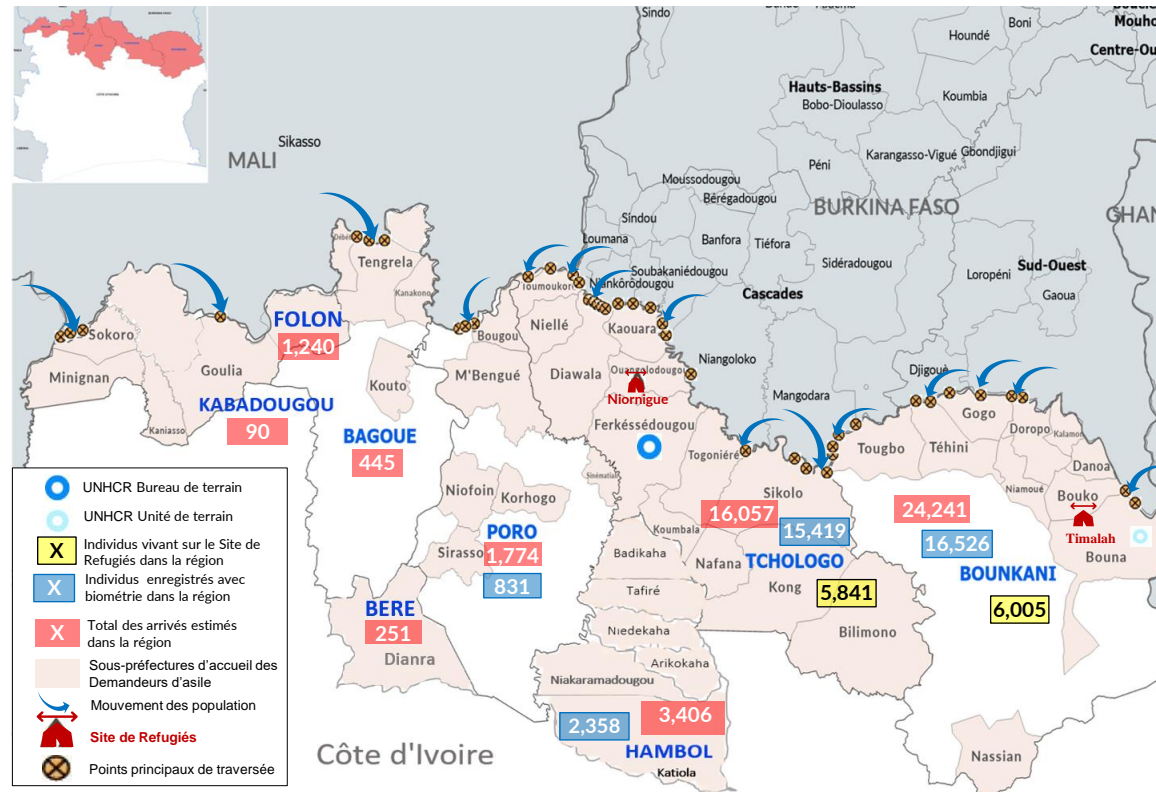 Sindo
Boni
Mouho
Houndé
Centre-Ou
Hauts-Bassins
Bobo-Dioulasso
Koumbia
CÔTE D'IVOIRE
Sikasso
MALI
Péni
Karangasso-Vigué
Gbondjigui
Moussodougou
Bérégadougou
BURKINA FASO
GHAN
Sindou
Loumana
Banfora
Tiéfora
Débété
Tengrela
Kanakono
Toumoukoro
Niankôrodougou
Soubakaniédougou
Sidéradougou
Loropéni
Sud-Ouest
Gaoua
Cascades
Sokoro
FOLON
1,240
Bougou
Niellé
Kaouara
Minignan
Goulia
Kouto
M'Bengué
Diawala
Ouangolodougou
Niornigue
Niangoloko
Djigouè
Mangodara
KABADOUGOU
90
Kaniasso
BAGOUE
445
Ferkéssédougou
Togoniéré
Tougbo
Téhini
Gogo
Doropo
Kalamon
Danoa
Niamoué
Bouko
Timalah
Bouna
Niofoin
Korhogo
Sikolo
16,057
15,419
TCHOLOGO
24,241
16,526
BOUNKANI
6,005
PORO
1,774
831
Sirasso
Koumbala
Badikaha
Nafana
Kong
5,841
Bilimono
Tafiré
BERE
251
Dianra
Niedekaha
Arikokaha
Niakaramadougou
2,358
3,406
HAMBOL
Katiola
Nassian
Côte d'Ivoire
UNHCR Bureau de terrain
UNHCR Unité de terrain
X
Individus vivant sur le Site de
Refugiés dans la région
X
Individus enregistrés avec
biométrie dans la région
X
Total des arrivés estimés
dans la région
Sous-préfectures d'accueil des
Demandeurs d'asile
Mouvement des population
Site de Refugiés
Points principaux de traversée